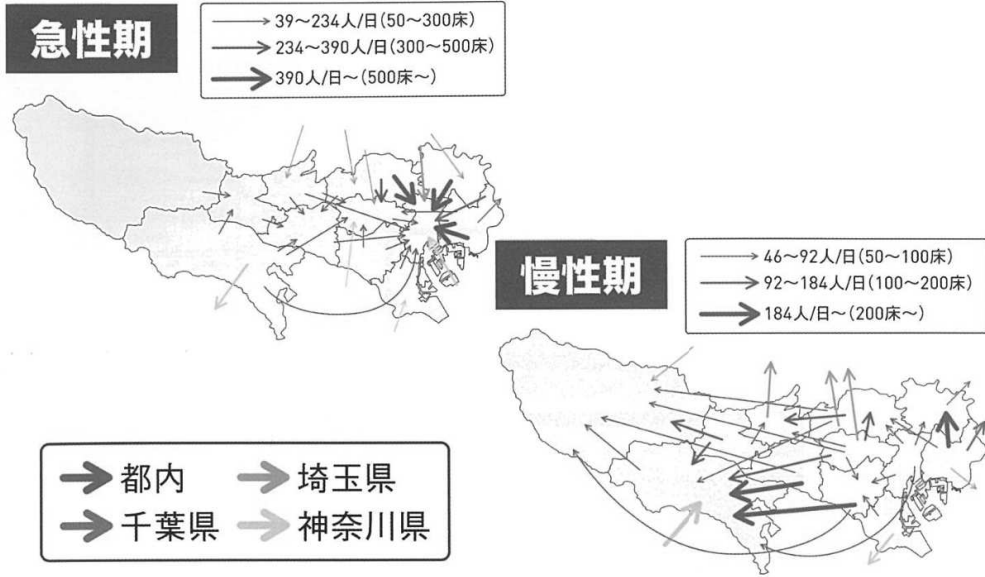 急性期
39〜234人/日(50〜300床)
234〜390人/日(300〜500床)
390人/日〜(500床〜)
慢性期
46〜92人/日(50〜100床)
92〜184人/日(100〜200床)
184人/日〜(200床〜)
都内
埼玉県
千葉県
神奈川県